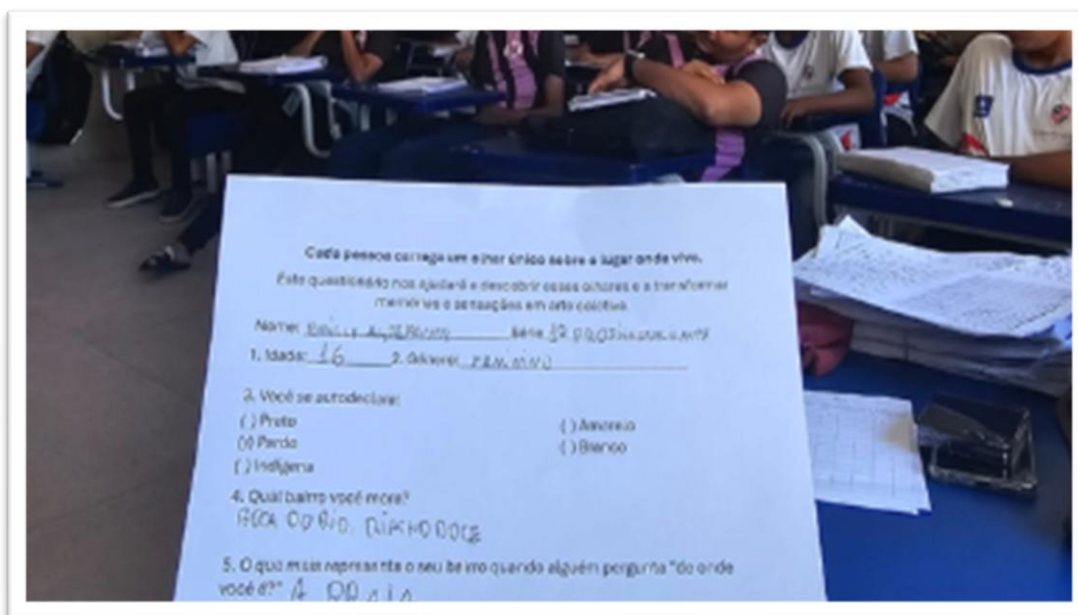 Cada pessoa carrega um olhar único sobre o lugar onde vive.
Este questionário nos ajudará a descobrir esses olhares e a transformar
memórias e sensações em arte coletiva.
Nome: Série:
1. Idade: 16 2. Gênero: FEMININO
3. Você se autodeclara:
( ) Preto ( ) Amarelo
(x) Pardo ( ) Branco
( ) Indígena
4. Qual bairro você mora?
RIACHO DOCE
5. O que mais representa o seu bairro quando alguém pergunta "de onde
você é?" A PRAIA